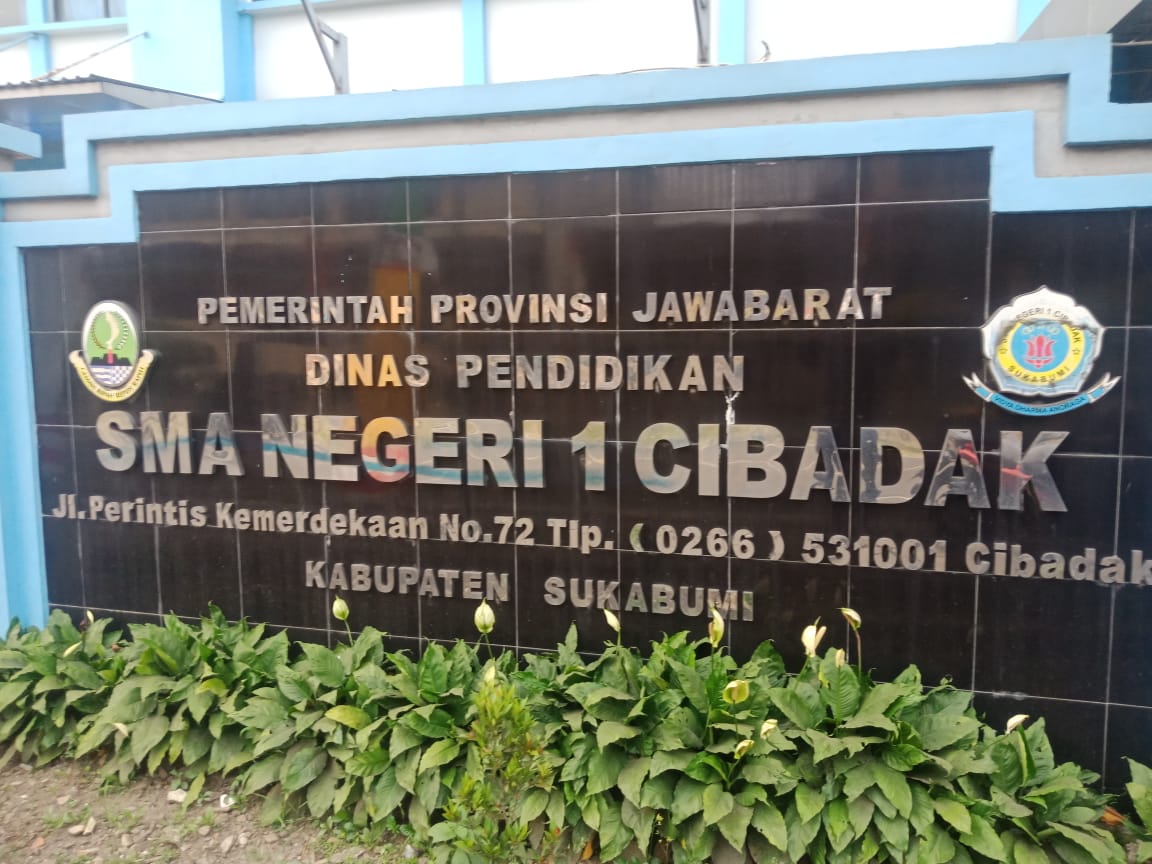 PEMERINTAH PROVINSI JAWABARAT
DINAS PENDIDIKAN
SMA NEGERI 1 CIBADAK
Jl. Perintis Kemerdekaan No.72 Tlp. ( 0266 ) 531001 Cibadak
KABUPATEN SUKABUMI
SUKABUMI